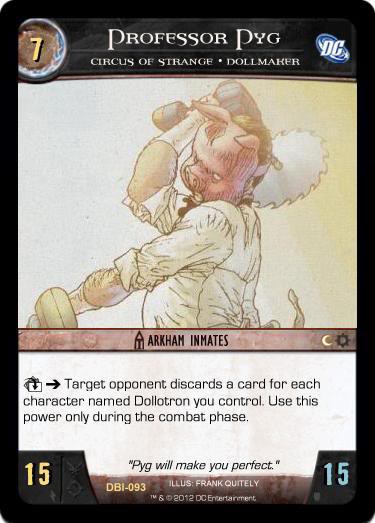 7
PROFESSOR PYG
CIRCUS OF STRANGE • DOLLMAKER
DC
ARKHAM INMATES
➔ Target opponent discards a card for each
character named Dollotron you control. Use this
power only during the combat phase.
"Pyg will make you perfect."
15
DBI-093
ILLUS: FRANK QUITELY
15
™ & © 2012 DC Entertainment